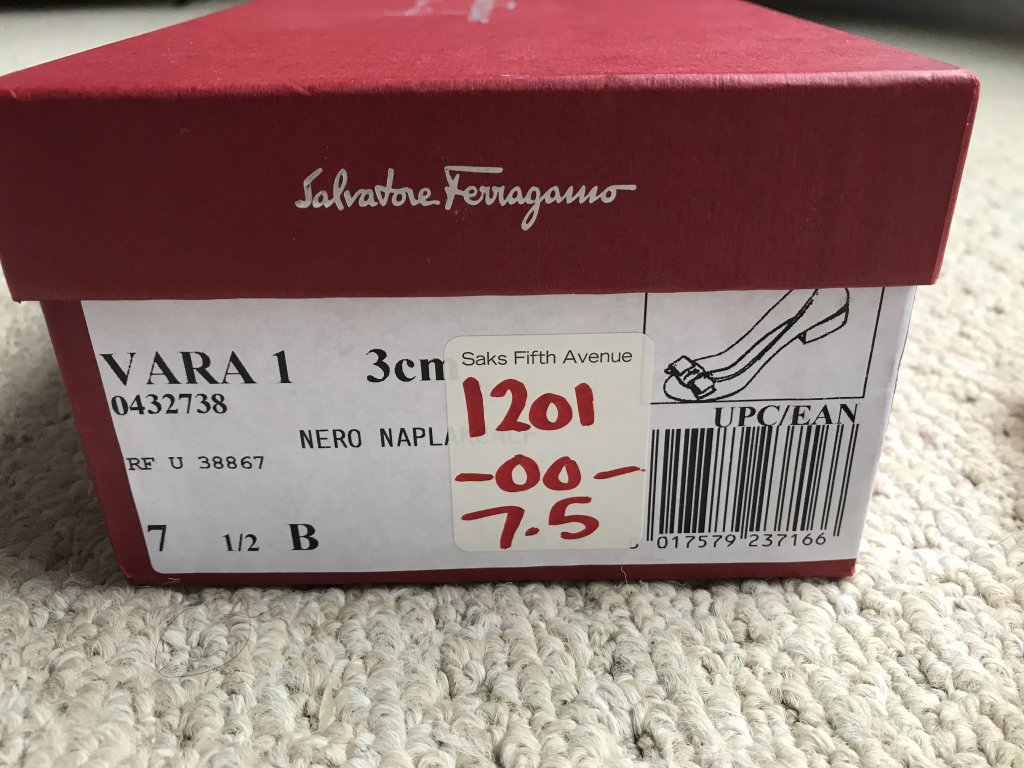 Salvatore Ferragamo
VARA 1 3cm
0432738
NERO
RF U 38867
7 1/2 B
Saks Fifth Avenue
1201
-00-
7.5
UPC/EAN
017579 237166